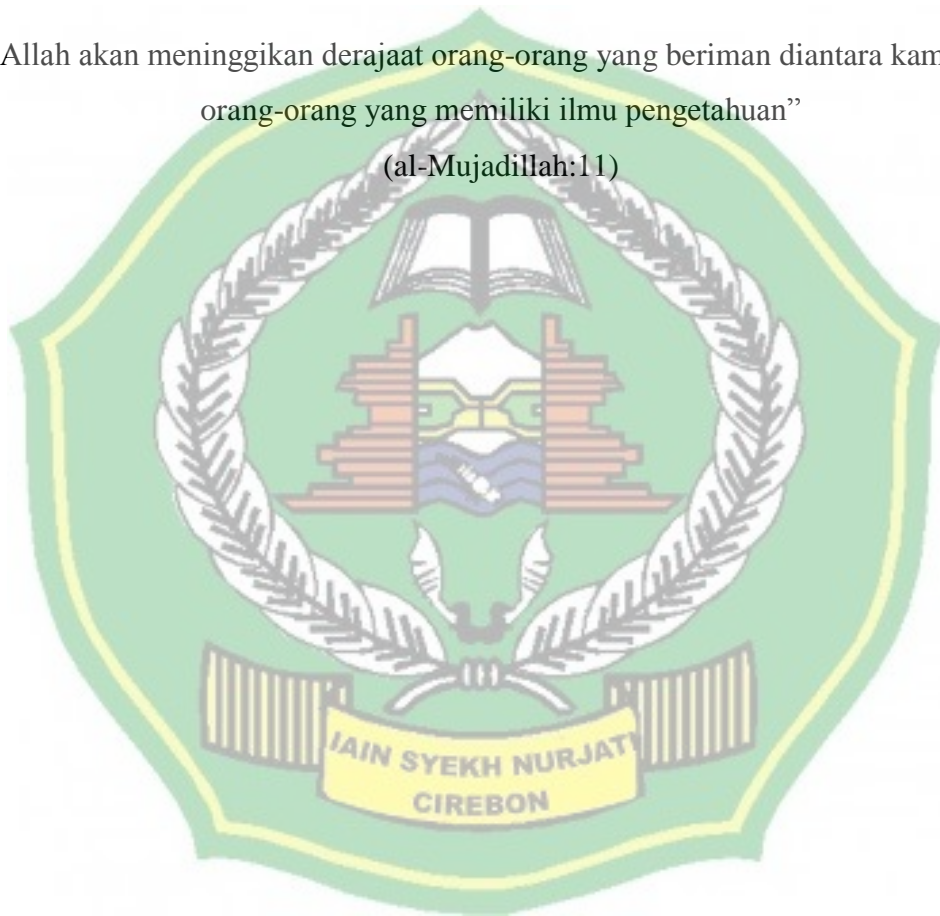 Allah akan meninggikan derajaat orang-orang yang beriman diantara kam
orang-orang yang memiliki ilmu pengetahuan”
(al-Mujadillah:11)
IAIN SYEKH NURJATI
CIREBON